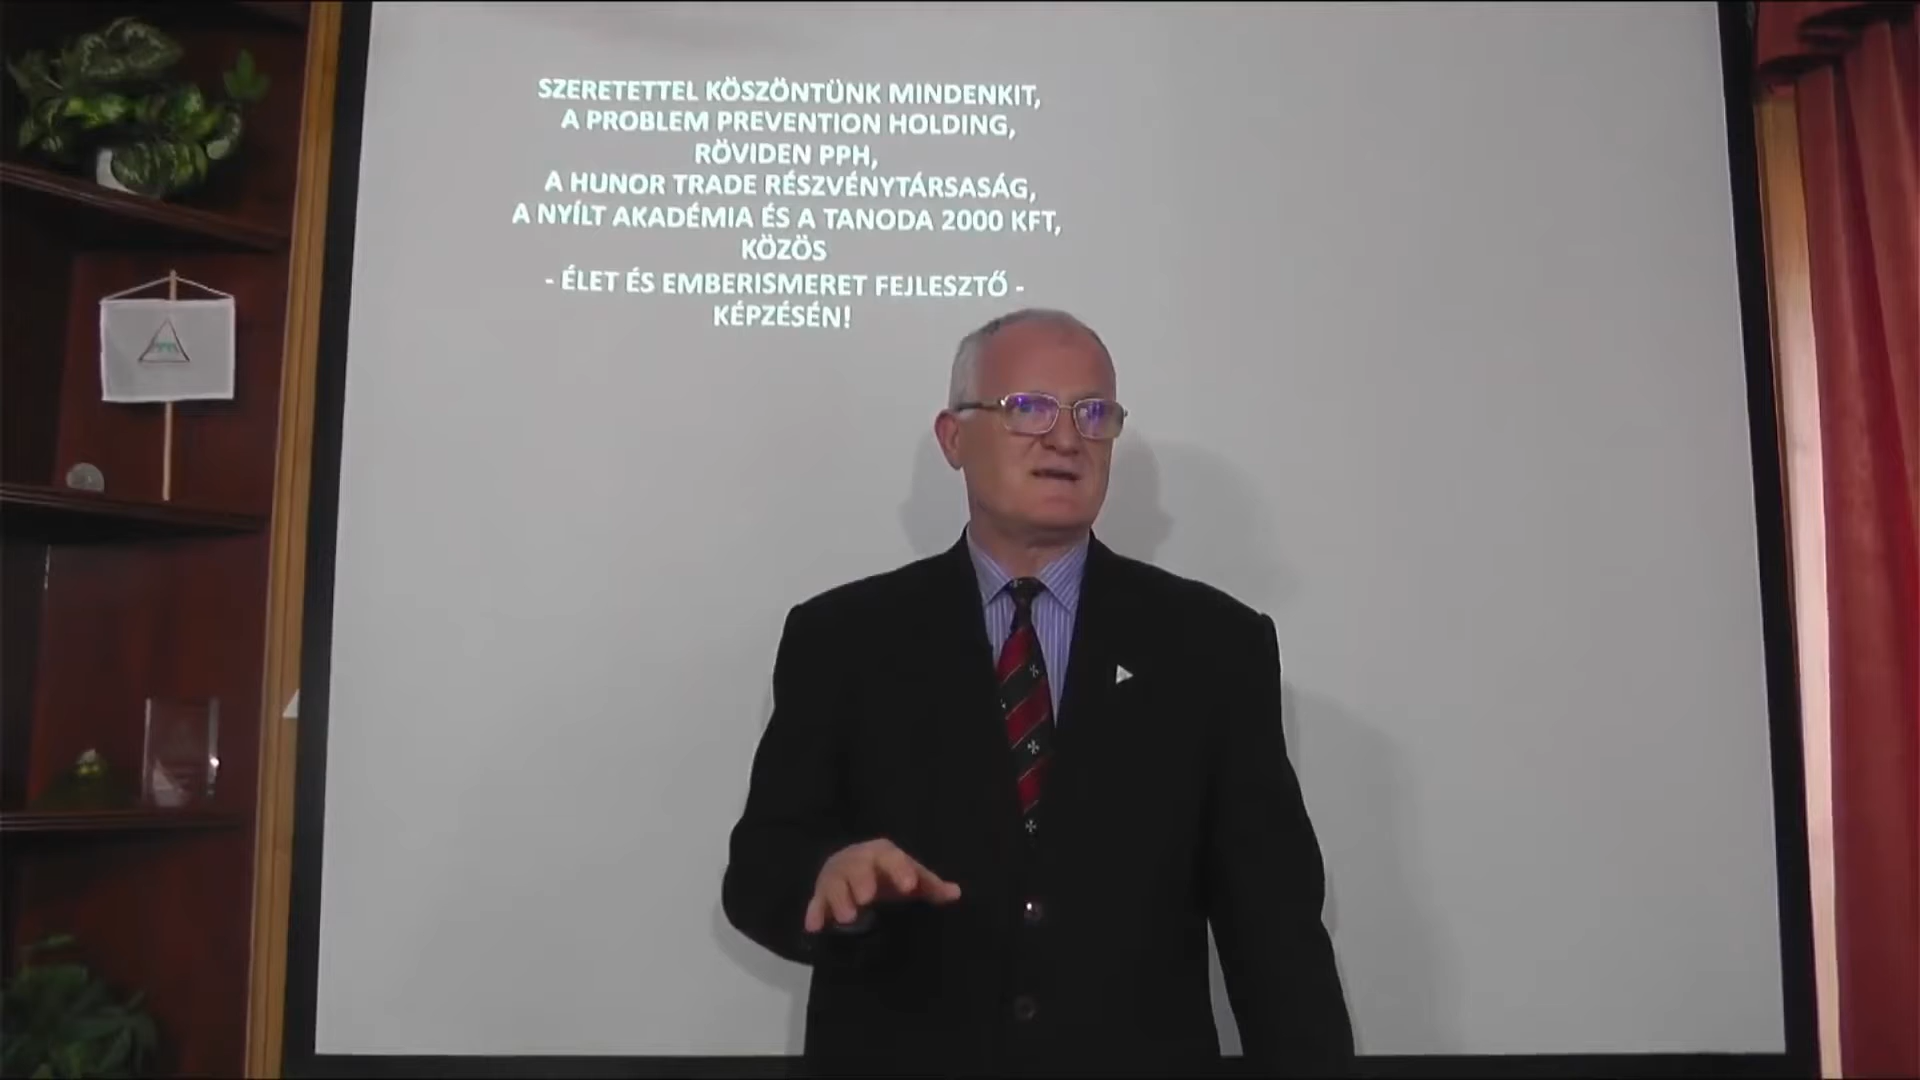 SZERETETTEL KÖSZÖNTÜNK MINDENKIT,
A PROBLEM PREVENTION HOLDING,
RÖVIDEN PPH,
A HUNOR TRADE RÉSZVÉNYTÁRSASÁG,
A NYÍLT AKADÉMIA ÉS A TANODA 2000 KFT,
KÖZÖS
- ÉLET ÉS EMBERISMERET FEJLESZTŐ -
KÉPZÉSÉN!